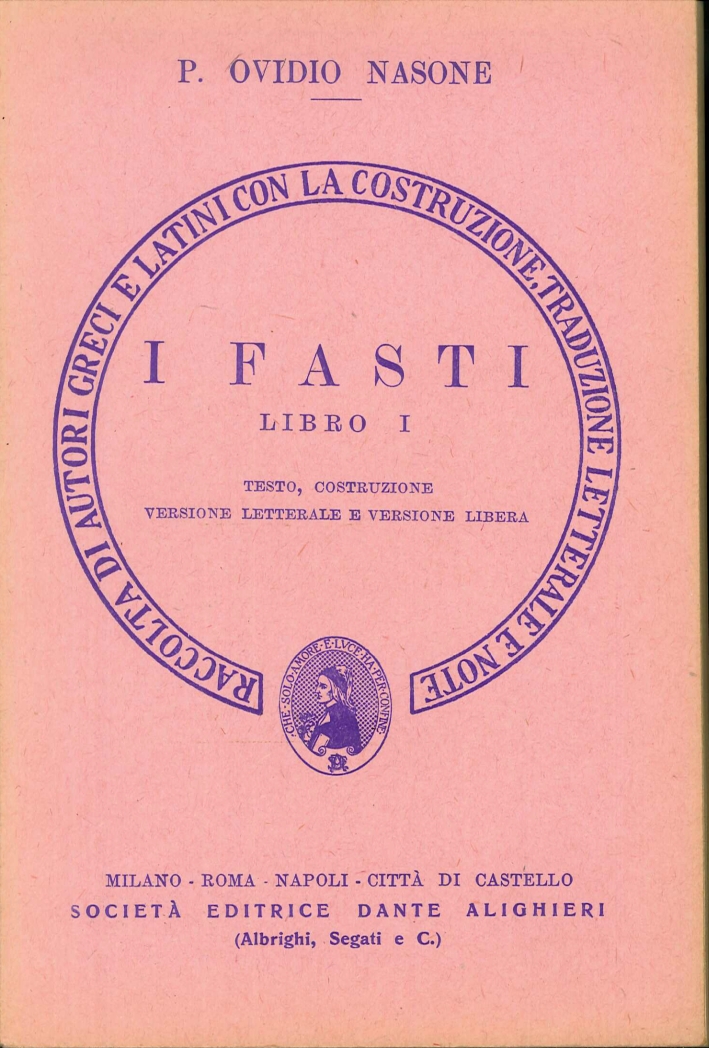 P. OVIDIO NASONE
RACCOLTA DI AUTORI GRECI E LATINI CON LA COSTRUZIONE, TRADUZIONE LETTERALE E NOTE
I FASTI
LIBRO I
TESTO, COSTRUZIONE
VERSIONE LETTERALE E VERSIONE LIBERA
·CHE·SOLO·AMORE·E·LVCE·HA·PER·CONFINE·
MILANO - ROMA - NAPOLI - CITTÀ DI CASTELLO
SOCIETÀ EDITRICE DANTE ALIGHIERI
(Albrighi, Segati e C.)